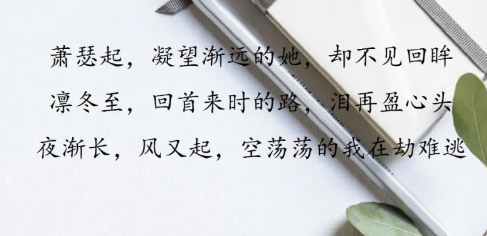 萧瑟起，凝望渐远的她，却不见回眸
凛冬至，回首来时的路，泪再盈心头
夜渐长，风又起，空荡荡的我在劫难逃